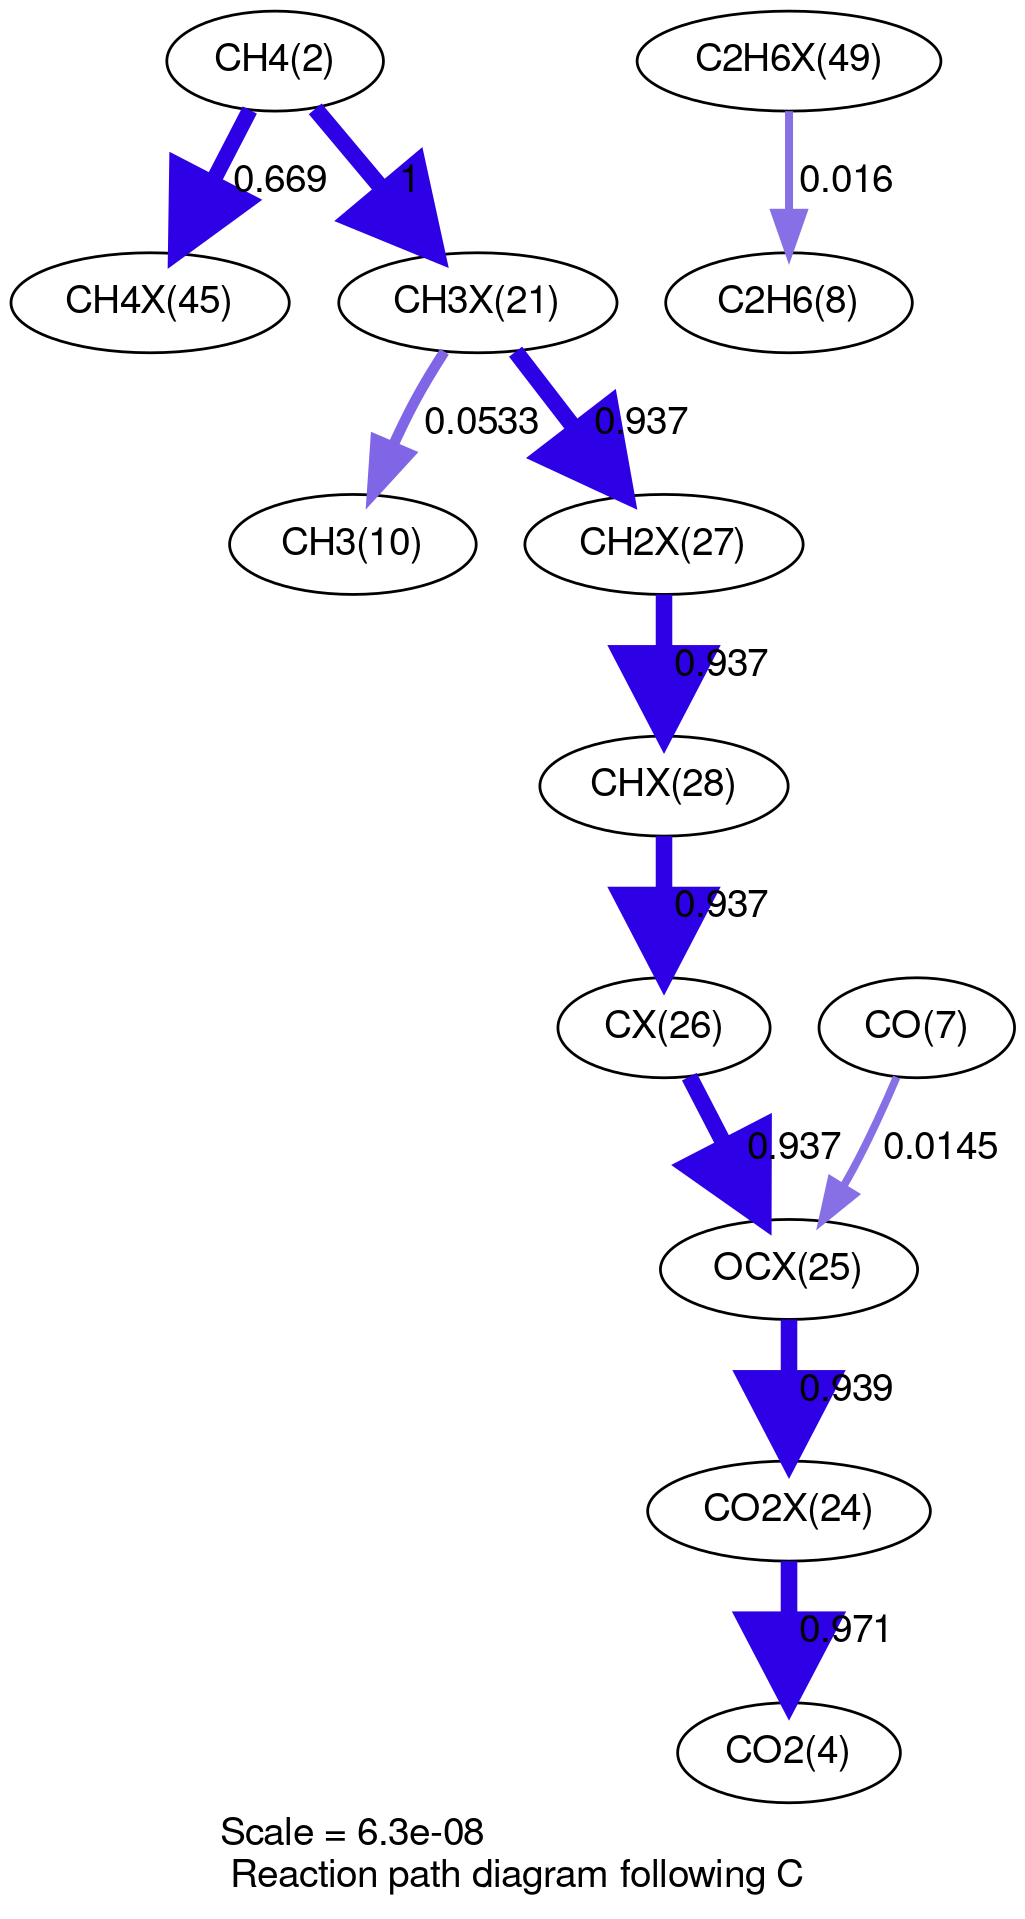 CH4(2)
C2H6X(49)
0.669
1
0.016
CH4X(45)
CH3X(21)
C2H6(8)
0.0533
0.937
CH3(10)
CH2X(27)
0.937
CHX(28)
0.937
CX(26)
CO(7)
0.937
0.0145
OCX(25)
0.939
CO2X(24)
0.971
CO2(4)
Scale = 6.3e-08
Reaction path diagram following C